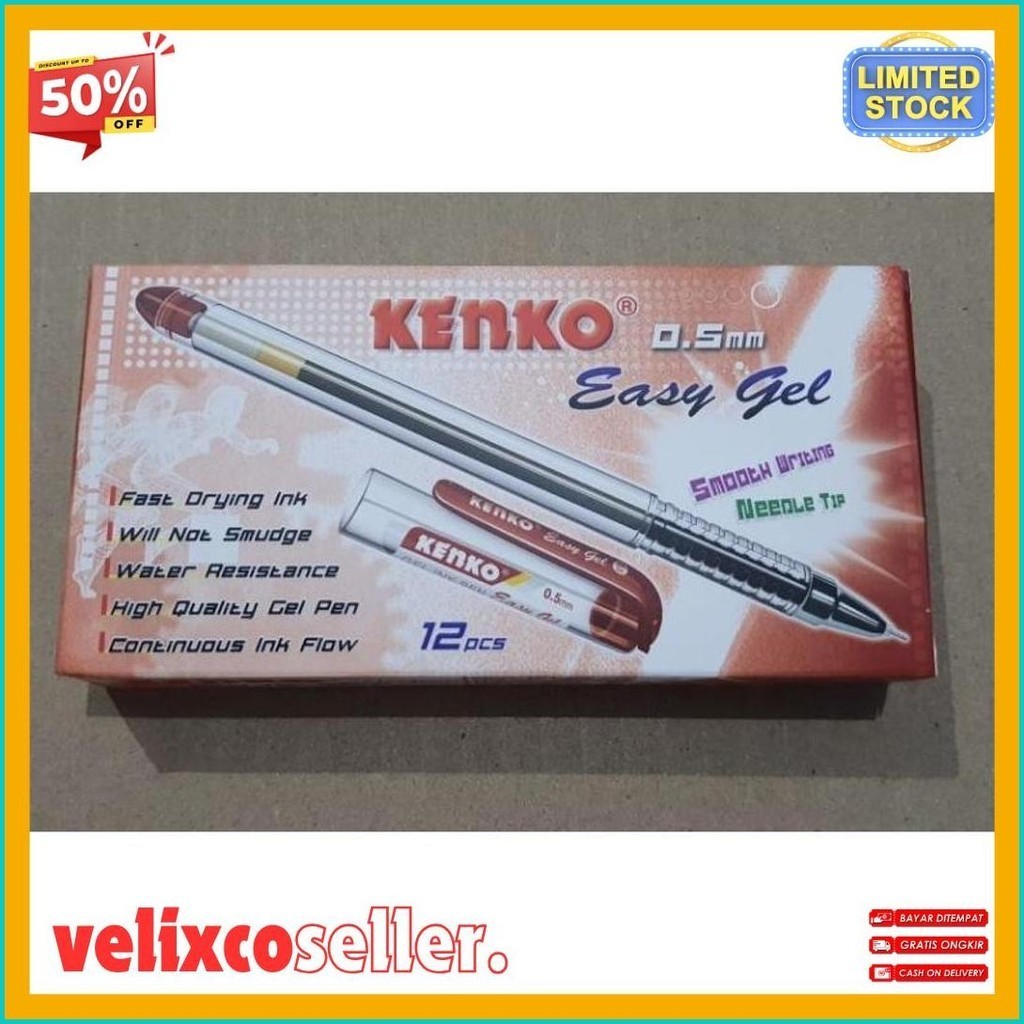 DISCOUNT UP TO
50%
OFF
LIMITED
STOCK
KENKO®
0.5mm
Easy Gel
Smooth Writing
Needle Tip
Fast Drying Ink
Will Not Smudge
Water Resistance
High Quality Gel Pen
Continuous Ink Flow
KENKO Easy Gel
KENKO
0.5mm
Easy Gel
12pcs
velixcoseller.
BAYAR DITEMPAT
GRATIS ONGKIR
CASH ON DELIVERY